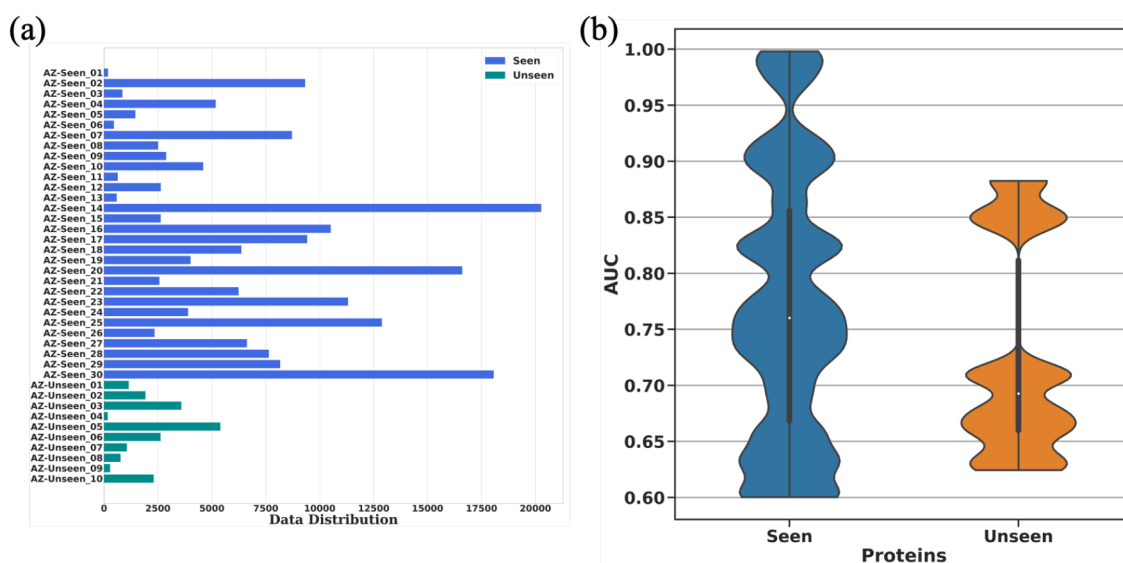 (a)
Seen
Unseen
AZ-Seen_01
AZ-Seen_02
AZ-Seen_03
AZ-Seen_04
AZ-Seen_05
AZ-Seen_06
AZ-Seen_07
AZ-Seen_08
AZ-Seen_09
AZ-Seen_10
AZ-Seen_11
AZ-Seen_12
AZ-Seen_13
AZ-Seen_14
AZ-Seen_15
AZ-Seen_16
AZ-Seen_17
AZ-Seen_18
AZ-Seen_19
AZ-Seen_20
AZ-Seen_21
AZ-Seen_22
AZ-Seen_23
AZ-Seen_24
AZ-Seen_25
AZ-Seen_26
AZ-Seen_27
AZ-Seen_28
AZ-Seen_29
AZ-Seen_30
AZ-Unseen_01
AZ-Unseen_02
AZ-Unseen_03
AZ-Unseen_04
AZ-Unseen_05
AZ-Unseen_06
AZ-Unseen_07
AZ-Unseen_08
AZ-Unseen_09
AZ-Unseen_10
0 2500 5000 7500 10000 12500 15000 17500 20000
Data Distribution
(b)
1.00
0.95
0.90
0.85
0.80
0.75
0.70
0.65
0.60
AUC
Seen Unseen
Proteins